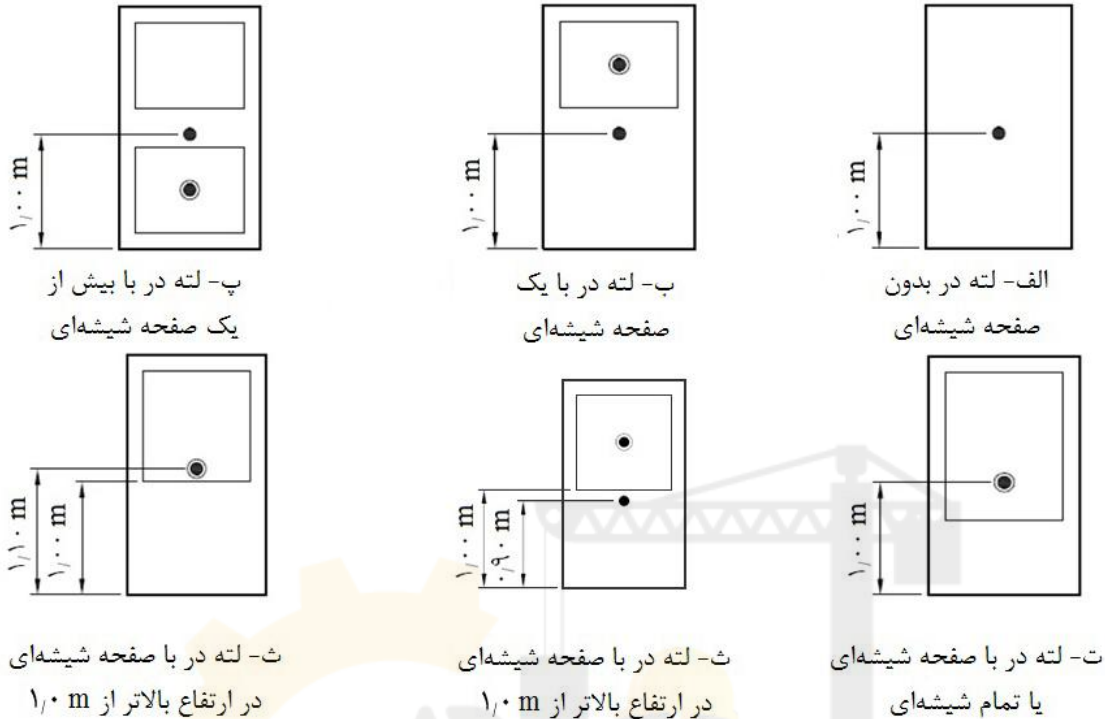 ۱٫۰۰ m
الف- لته در بدون
صفحه شیشه‌ای
۱٫۰۰ m
ب- لته در با یک
صفحه شیشه‌ای
۱٫۰۰ m
پ- لته در با بیش از
یک صفحه شیشه‌ای
۱٫۰۰ m
ت- لته در با صفحه شیشه‌ای
یا تمام شیشه‌ای
۱٫۰۰ m
۰٫۹۰ m
ث- لته در با صفحه شیشه‌ای
در ارتفاع بالاتر از ۱٫۰ m
۱٫۱۰ m
۱٫۰۰ m
ث- لته در با صفحه شیشه‌ای
در ارتفاع بالاتر از ۱٫۰ m